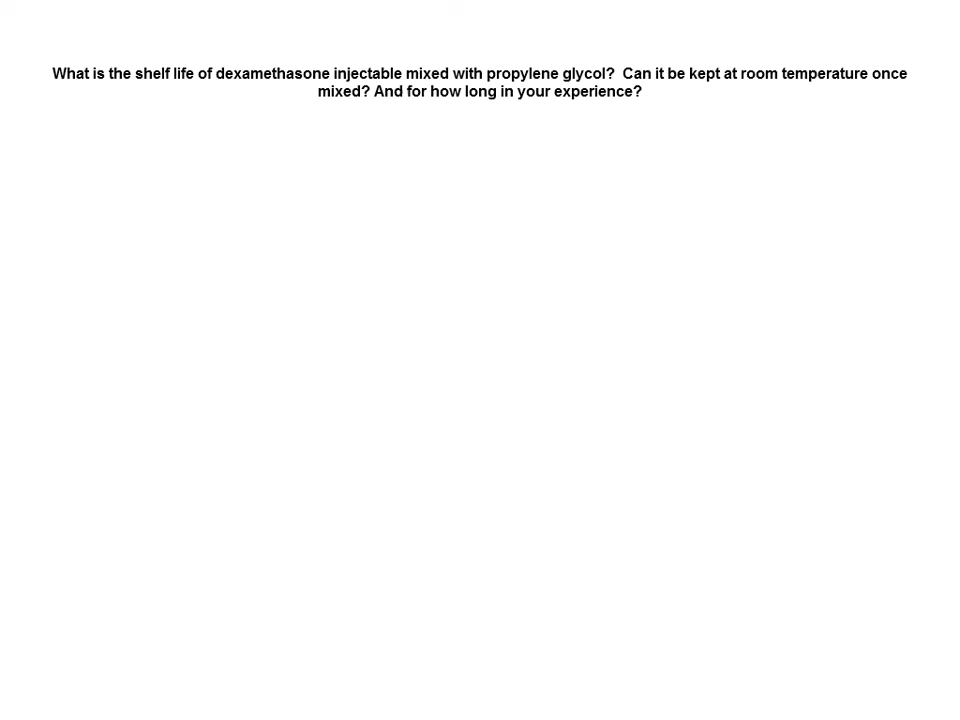 What is the shelf life of dexamethasone injectable mixed with propylene glycol?  Can it be kept at room temperature once
mixed? And for how long in your experience?